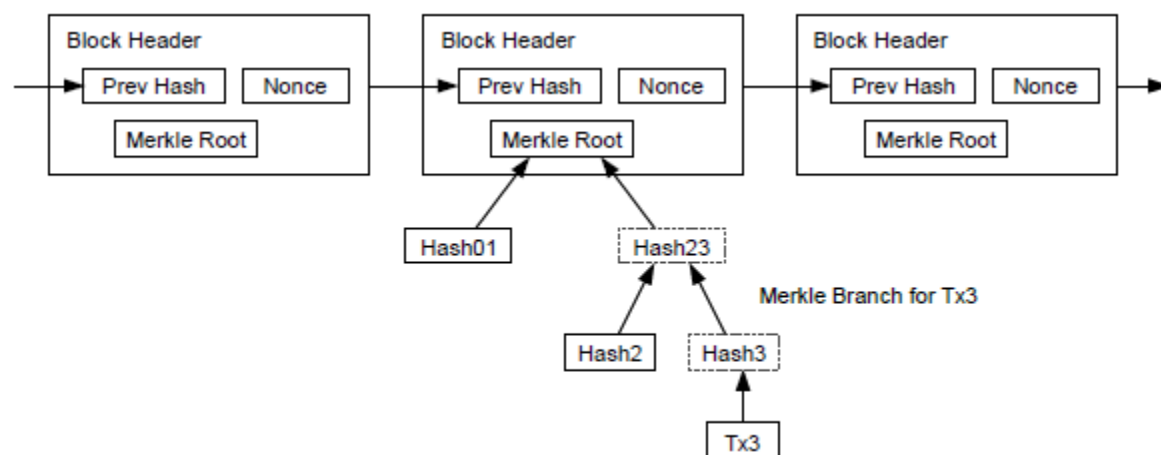 Block Header
Prev Hash
Nonce
Merkle Root
Block Header
Prev Hash
Nonce
Merkle Root
Block Header
Prev Hash
Nonce
Merkle Root
Hash01
Hash23
Merkle Branch for Tx3
Hash2
Hash3
Tx3